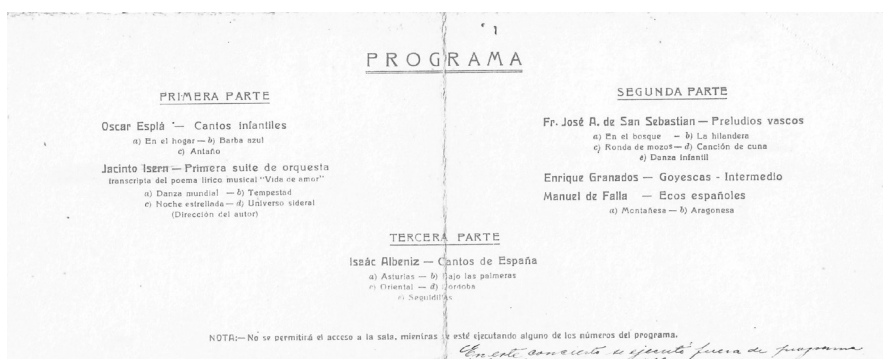 PROGRAMA
PRIMERA PARTE
Oscar Esplá — Cantos infantiles
a) En el hogar — b) Barba azul
c) Antaño
Jacinto Isern — Primera suite de orquesta
transcripta del poema lírico musical "Vida de amor"
a) Danza mundial — b) Tempestad
c) Noche estrellada — d) Universo sideral
(Dirección del autor)
SEGUNDA PARTE
Fr. José A. de San Sebastian — Preludios vascos
a) En el bosque — b) La hilandera
c) Ronda de mozos — d) Canción de cuna
e) Danza infantil
Enrique Granados — Goyescas - Intermedio
Manuel de Falla — Ecos españoles
a) Montañesa — b) Aragonesa
TERCERA PARTE
Isaác Albeniz — Cantos de España
a) Asturias — b) Bajo las palmeras
c) Oriental — d) Córdoba
e) Seguidillas
NOTA:— No se permitirá el acceso a la sala, mientras se esté ejecutando alguno de los números del programa.
En este concierto se ejecutó fuera de programa